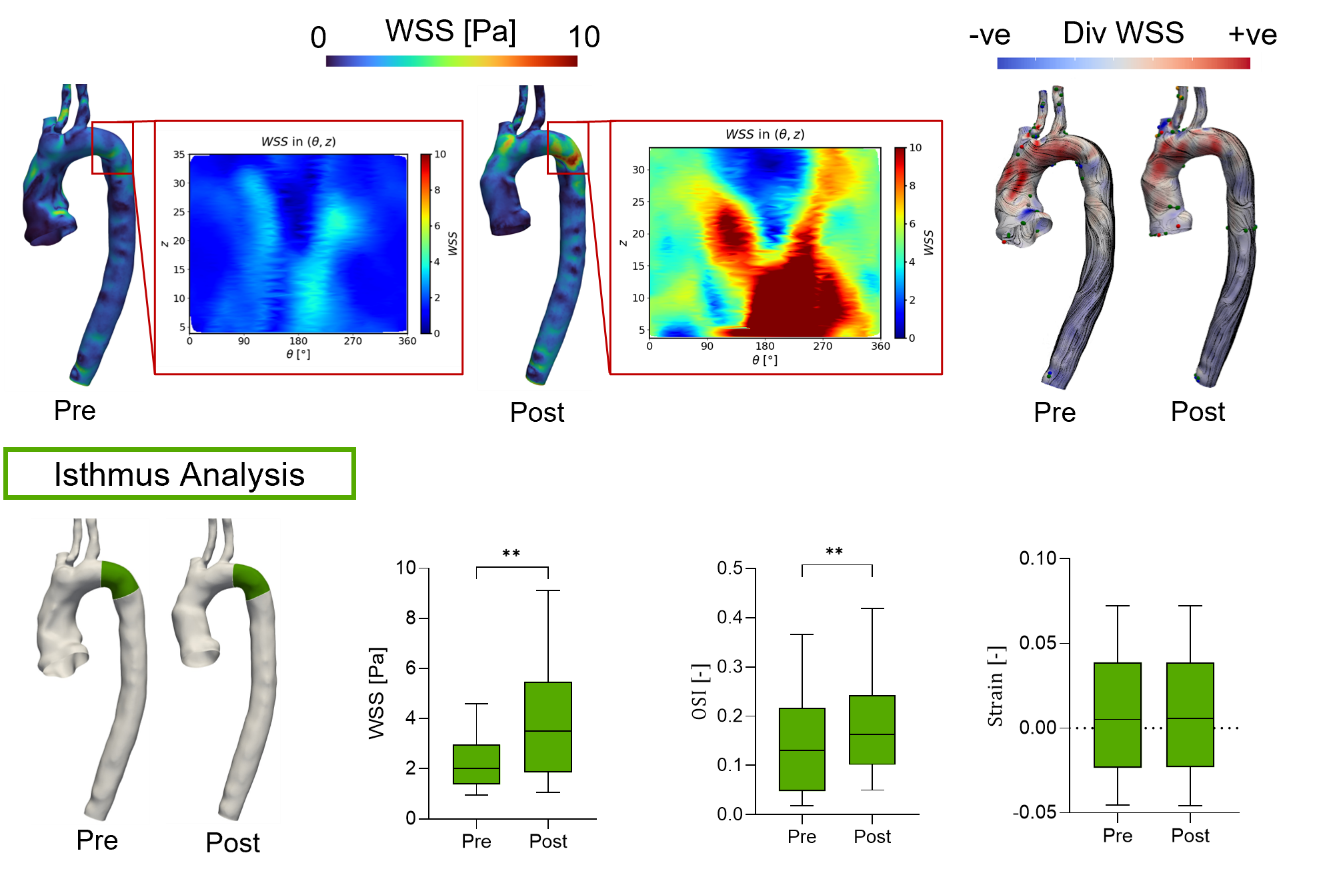 WSS [Pa]
0 10
Div WSS
-ve +ve
WSS in (θ, z)
35
30
25
20
15
10
5
z
0 90 180 270 360
θ [°]
10
8
6
4
2
0
WSS
Pre
WSS in (θ, z)
30
25
20
15
10
5
z
0 90 180 270 360
θ [°]
10
8
6
4
2
0
WSS
Post
Pre
Post
Isthmus Analysis
Pre
Post
**
10
8
6
4
2
0
WSS [Pa]
Pre Post
**
0.5
0.4
0.3
0.2
0.1
0.0
OSI [-]
Pre Post
0.10
0.05
0.00
-0.05
Strain [-]
Pre Post